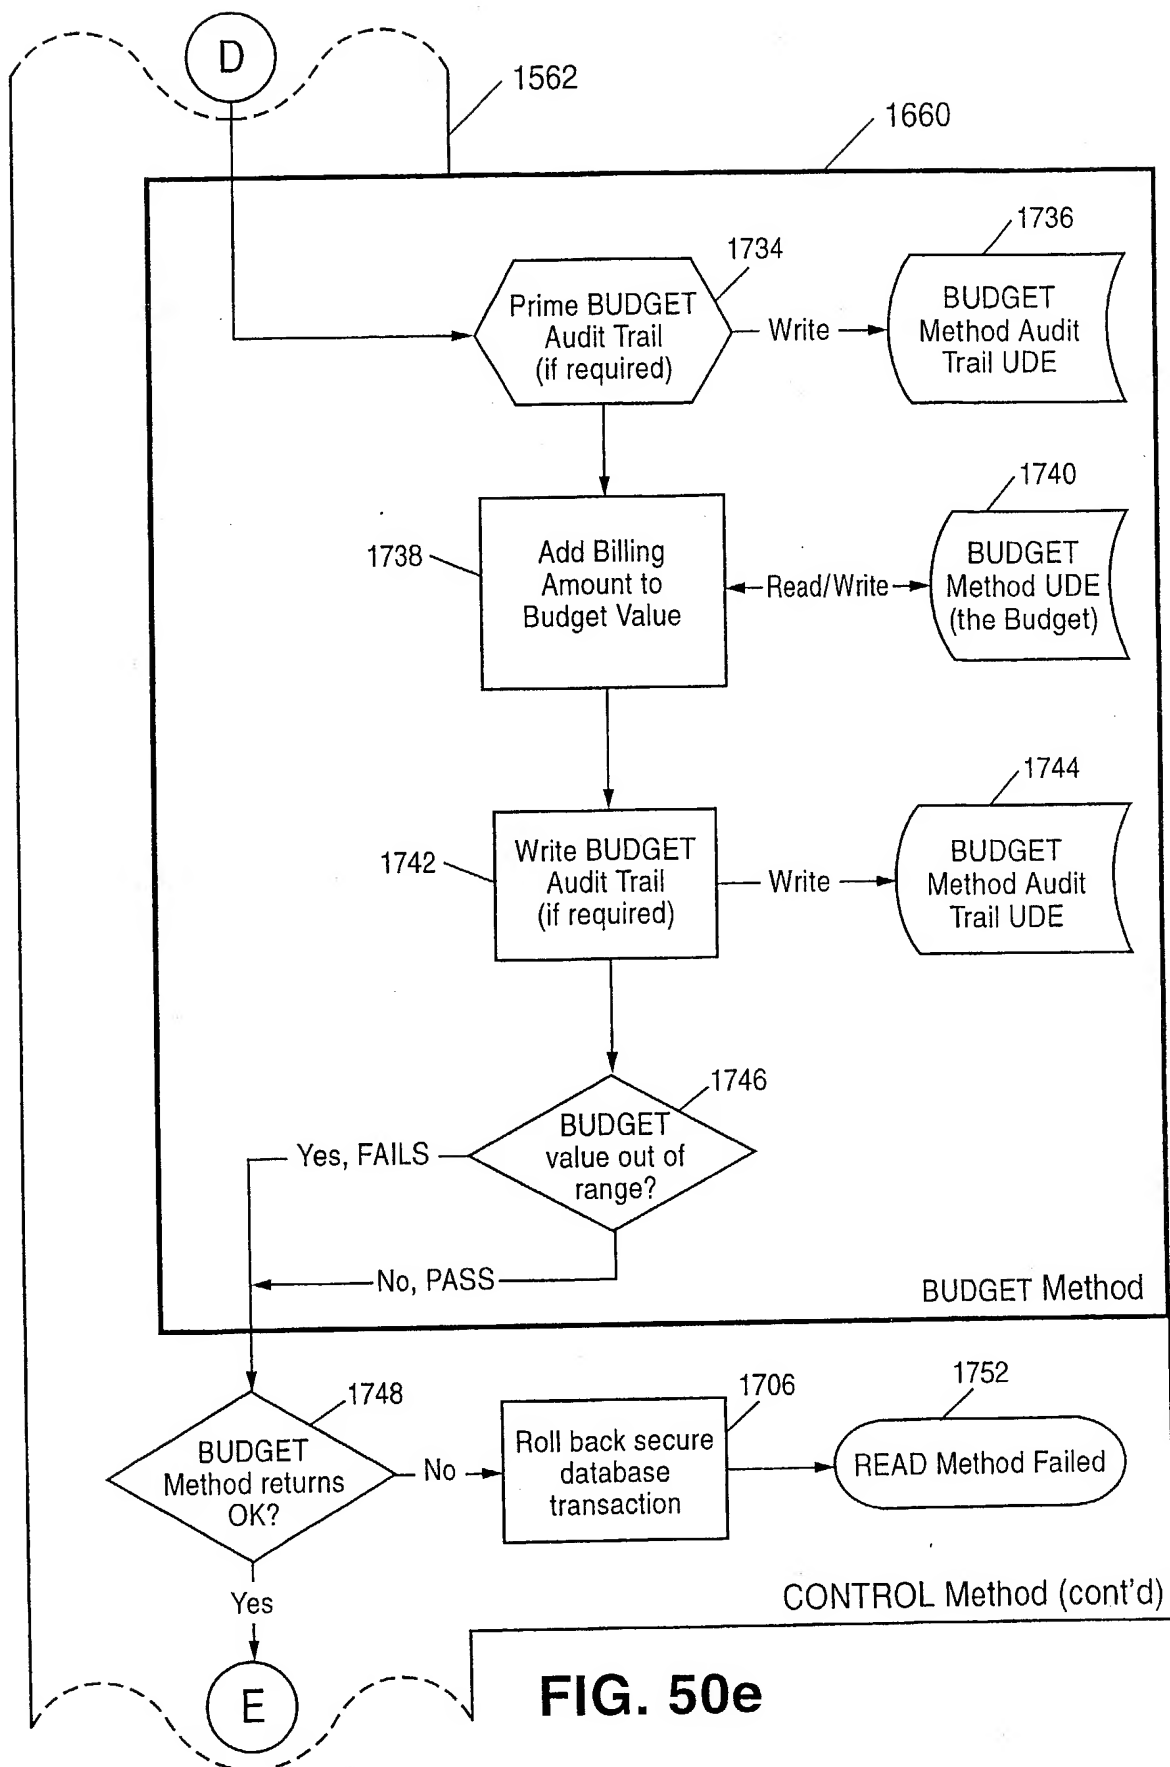 D
1562
1660
1734
1736
Prime BUDGET
Audit Trail
(if required)
Write
BUDGET
Method Audit
Trail UDE
1738
Add Billing
Amount to
Budget Value
Read/Write
1740
BUDGET
Method UDE
(the Budget)
1742
Write BUDGET
Audit Trail
(if required)
Write
1744
BUDGET
Method Audit
Trail UDE
1746
BUDGET
value out of
range?
Yes, FAILS
No, PASS
BUDGET Method
1748
BUDGET
Method returns
OK?
No
1706
Roll back secure
database
transaction
1752
READ Method Failed
Yes
CONTROL Method (cont'd)
E
FIG. 50e